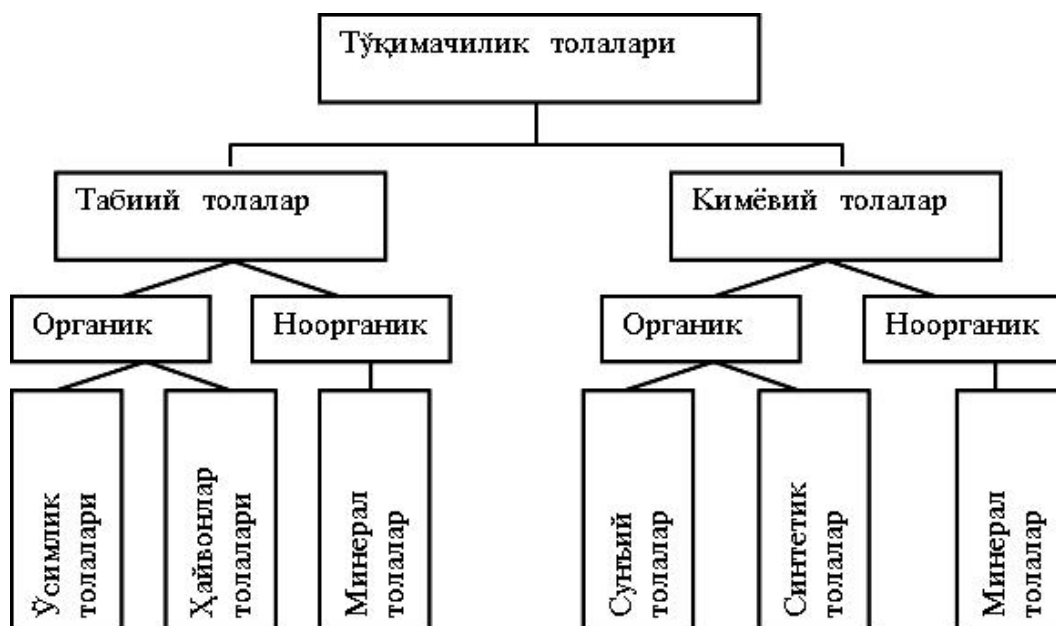 Тўқимачилик толалари
Табиий толалар
Кимёвий толалар
Органик
Ноорганик
Органик
Ноорганик
Ўсимлик
толалари
Ҳайвонлар
толалари
Минерал
толалар
Сунъий
толалар
Синтетик
толалар
Минерал
толалар